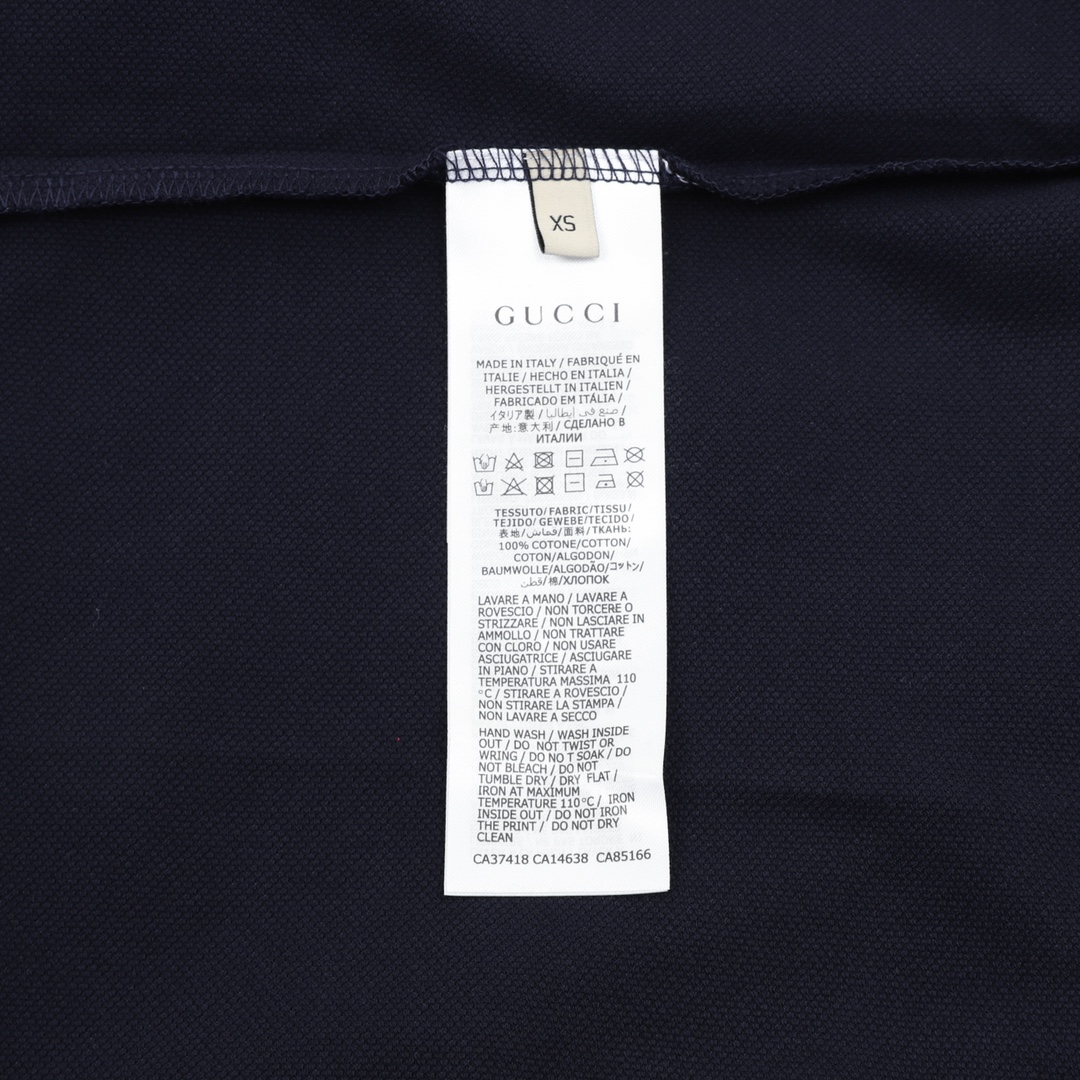 XS
GUCCI
MADE IN ITALY / FABRIQUÉ EN
ITALIE / HECHO EN ITALIA /
HERGESTELLT IN ITALIEN /
FABRICADO EM ITÁLIA /
イタリア製 / صنع في إيطاليا /
产地:意大利 / СДЕЛАНО В
ИТАЛИИ
TESSUTO/FABRIC/TISSU/
TEJIDO/GEWEBE/TECIDO/
表地/قماش/面料/ТКАНЬ:
100% COTONE/COTTON/
COTON/ALGODON/
BAUMWOLLE/ALGODÃO/コットン/
قطن/棉/ХЛОПОК
LAVARE A MANO / LAVARE A
ROVESCIO / NON TORCERE O
STRIZZARE / NON LASCIARE IN
AMMOLLO / NON TRATTARE
CON CLORO / NON USARE
ASCIUGATRICE / ASCIUGARE
IN PIANO / STIRARE A
TEMPERATURA MASSIMA 110
°C / STIRARE A ROVESCIO /
NON STIRARE LA STAMPA /
NON LAVARE A SECCO
HAND WASH / WASH INSIDE
OUT / DO NOT TWIST OR
WRING / DO NO T SOAK / DO
NOT BLEACH / DO NOT
TUMBLE DRY / DRY FLAT /
IRON AT MAXIMUM
TEMPERATURE 110°C / IRON
INSIDE OUT / DO NOT IRON
THE PRINT / DO NOT DRY
CLEAN
CA37418 CA14638 CA85166